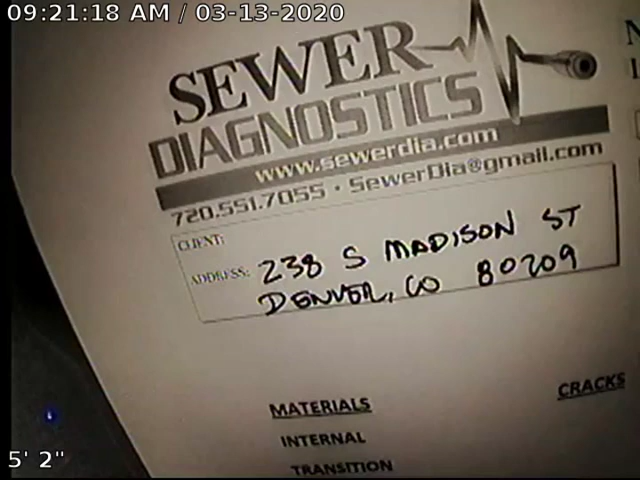 09:21:18 AM / 03-13-2020
SEWER
DIAGNOSTICS
www.sewerdia.com
720.551.7055 · SewerDia@gmail.com
CLIENT:
ADDRESS: 238 S MADISON ST
DENVER, CO 80209
MATERIALS
CRACKS
INTERNAL
TRANSITION
5' 2"